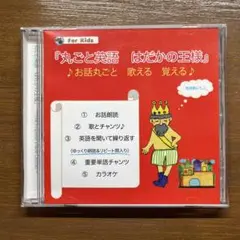 For Kids
『丸ごと英語 はだかの王様』
♪お話丸ごと 歌える 覚える♪
① お話朗読
② 歌とチャンツ♪
③ 英語を聞いて繰り返す
④ 重要単語チャンツ
⑤ カラオケ